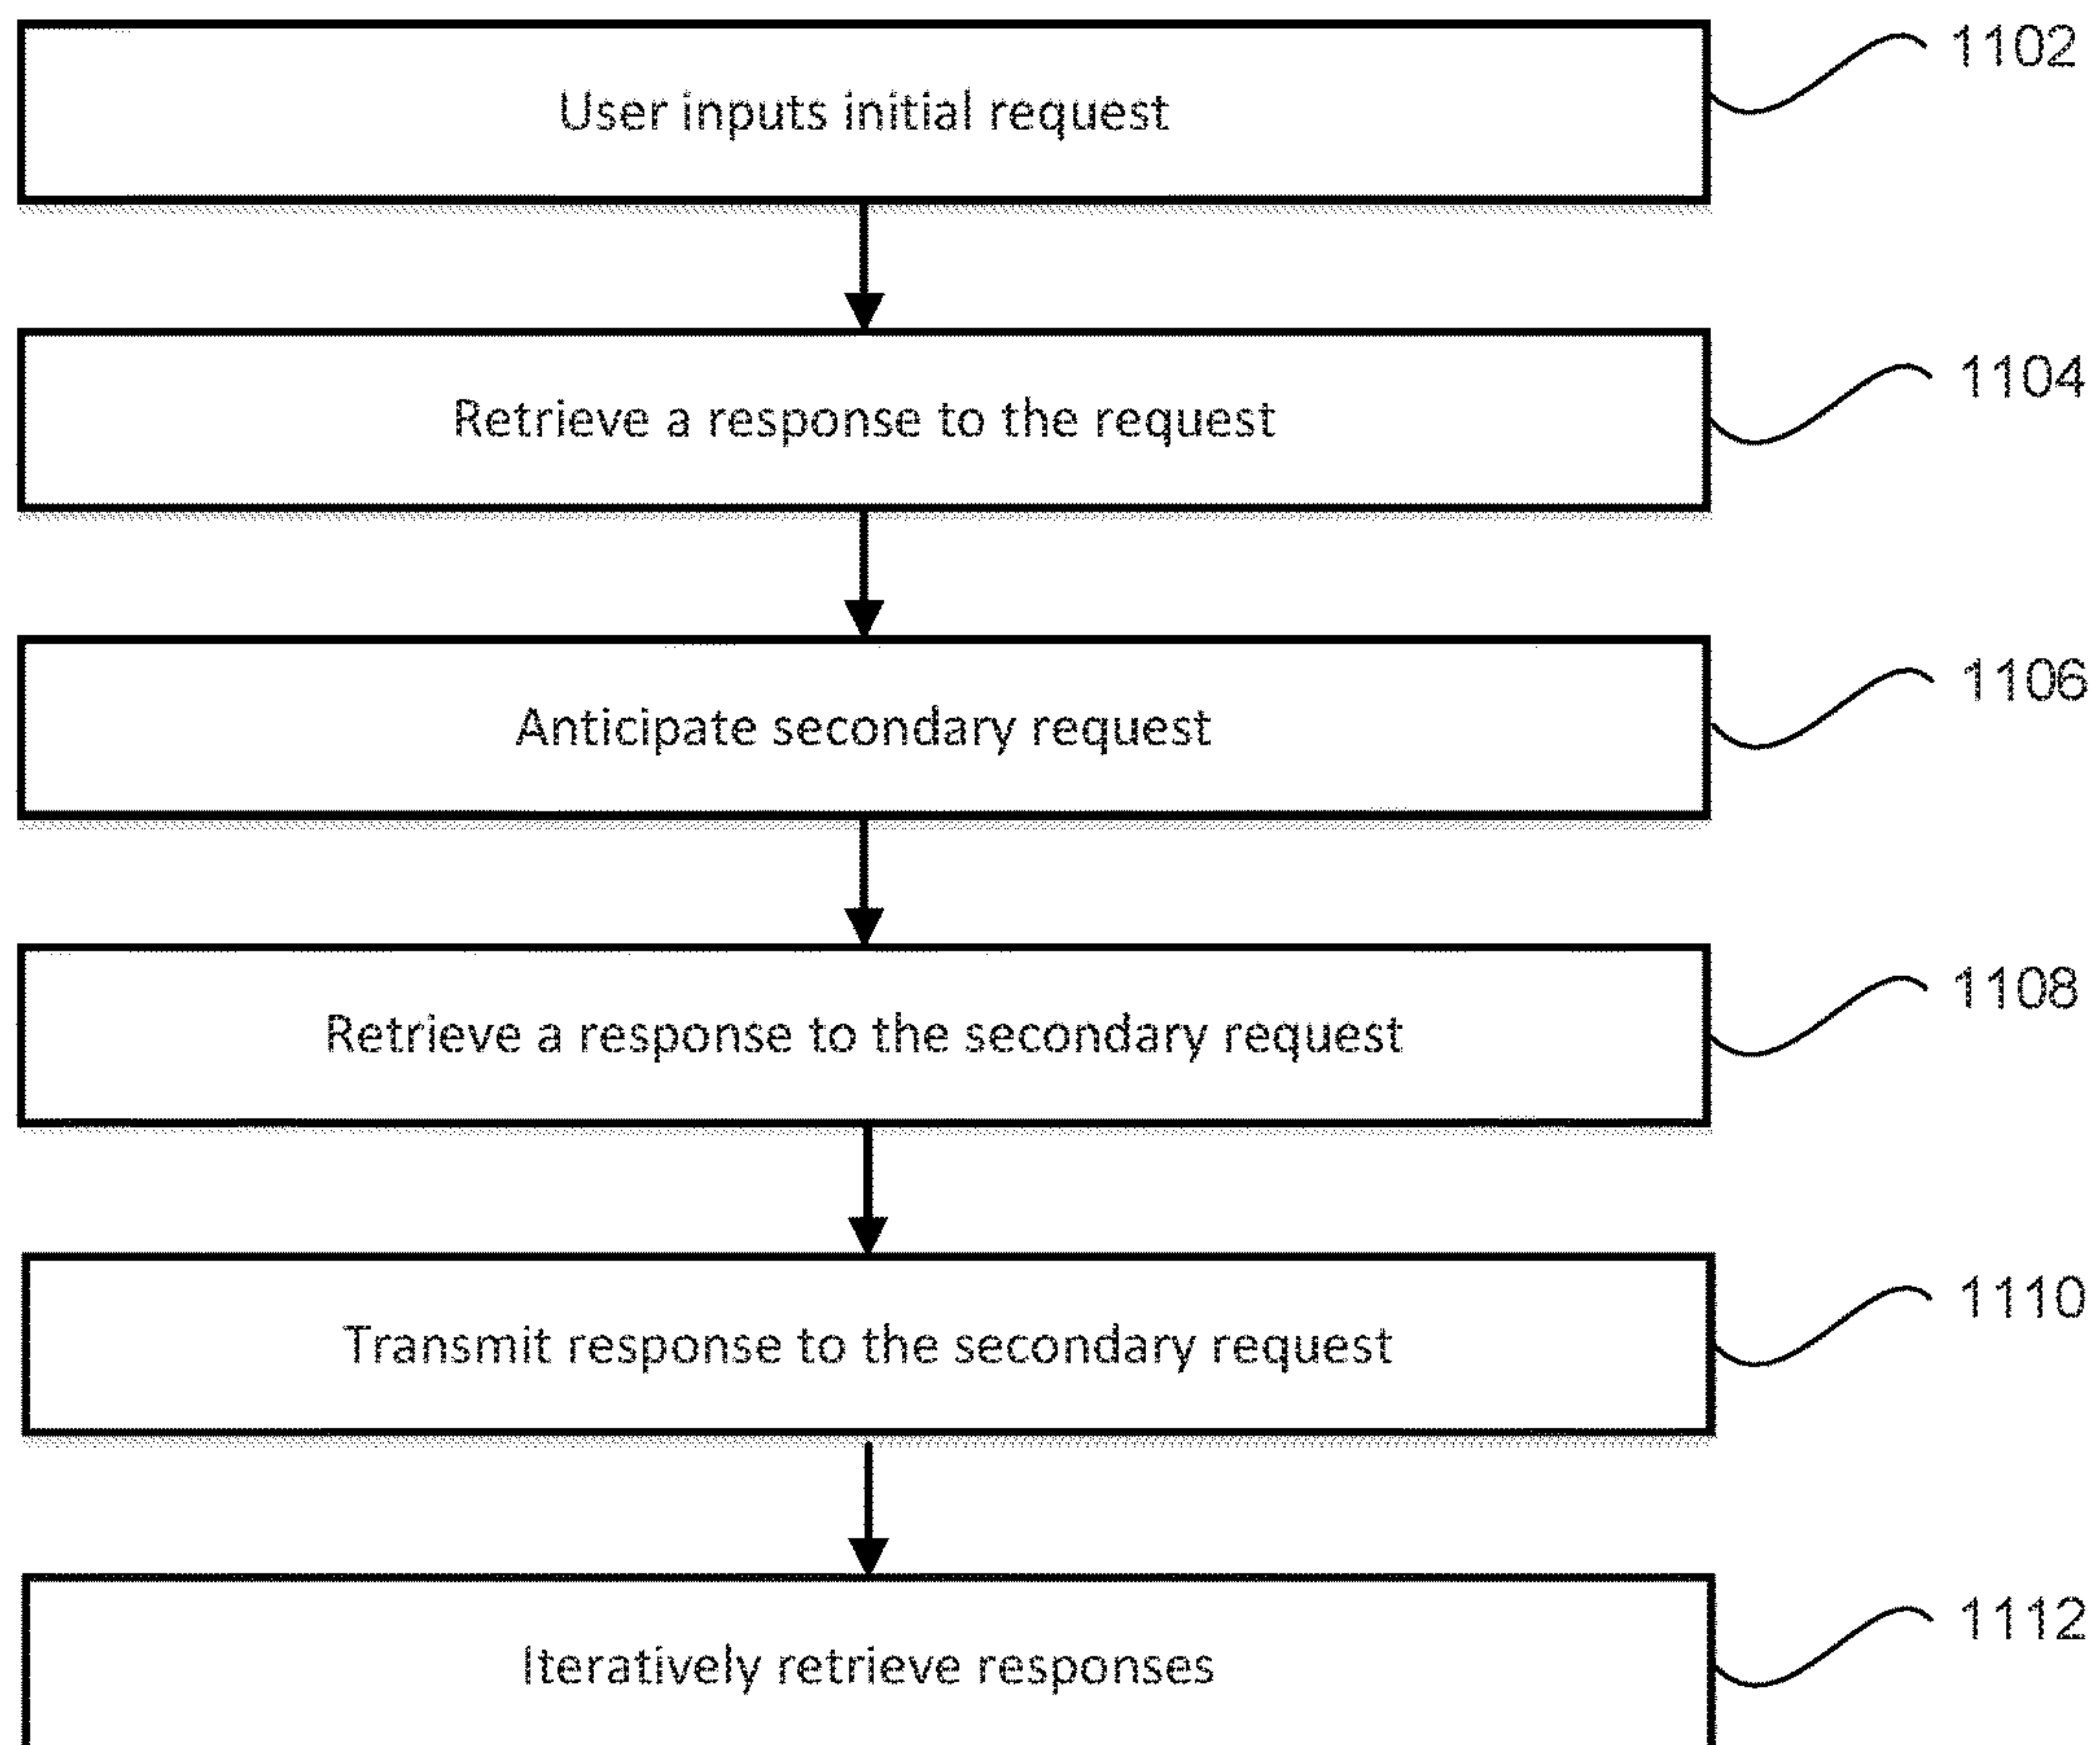 User inputs initial request
1102
Retrieve a response to the request
1104
Anticipate secondary request
1106
Retrieve a response to the secondary request
1108
Transmit response to the secondary request
1110
Iteratively retrieve responses
1112